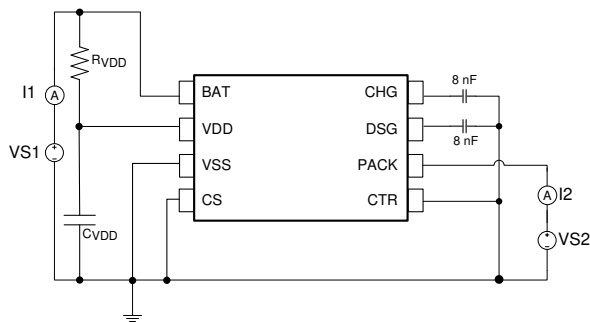 8 nF
RVDD
I1
A
BAT
CHG
VDD
DSG
8 nF
VS1
VSS
PACK
A
I2
CS
CTR
CVDD
VS2